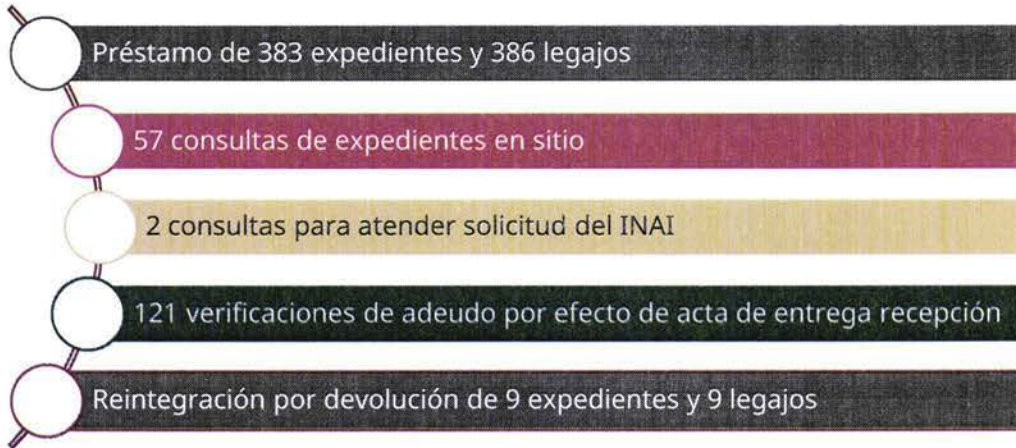 Préstamo de 383 expedientes y 386 legajos
57 consultas de expedientes en sitio
2 consultas para atender solicitud del INAI
121 verificaciones de adeudo por efecto de acta de entrega recepción
Reintegración por devolución de 9 expedientes y 9 legajos